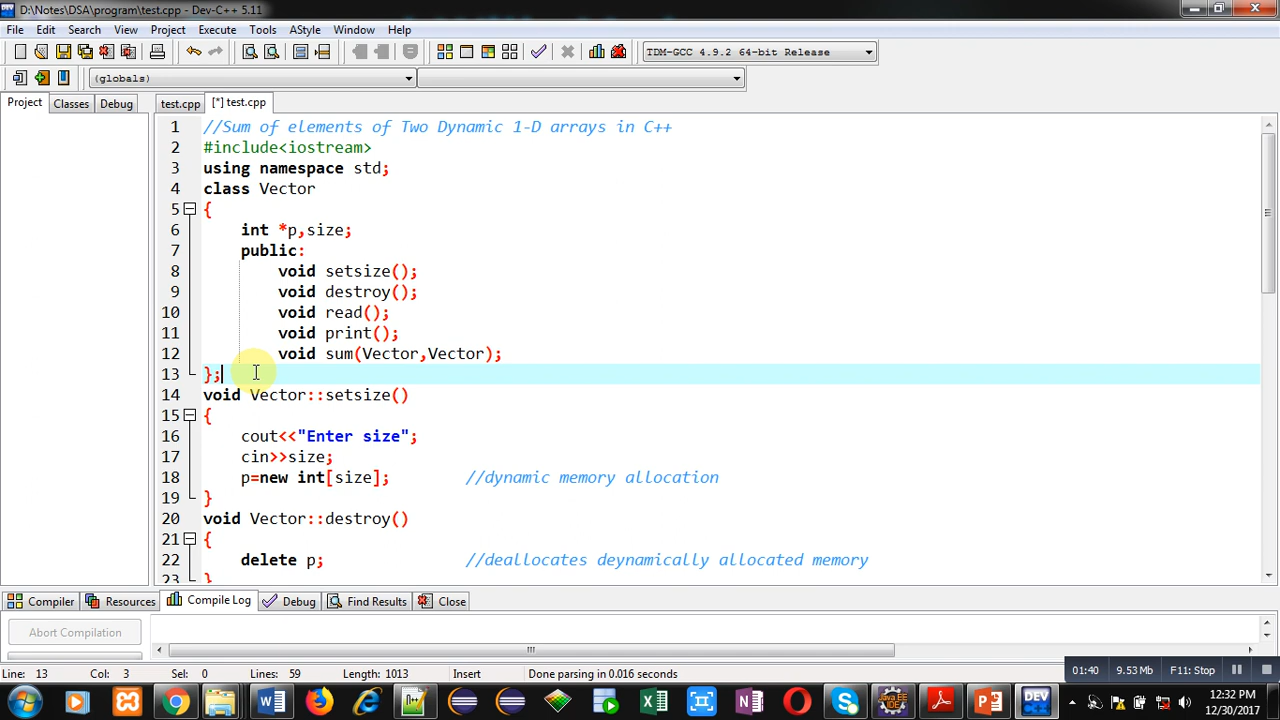 D:\Notes\DSA\program\test.cpp - Dev-C++ 5.11
File Edit Search View Project Execute Tools AStyle Window Help
TDM-GCC 4.9.2 64-bit Release
(globals)
Project Classes Debug test.cpp [*] test.cpp
1 //Sum of elements of Two Dynamic 1-D arrays in C++
2 #include<iostream>
3 using namespace std;
4 class Vector
5 {
6 int *p,size;
7 public:
8 void setsize();
9 void destroy();
10 void read();
11 void print();
12 void sum(Vector,Vector);
13 };
14 void Vector::setsize()
15 {
16 cout<<"Enter size";
17 cin>>size;
18 p=new int[size]; //dynamic memory allocation
19 }
20 void Vector::destroy()
21 {
22 delete p; //deallocates deynamically allocated memory
23 }
Compiler Resources Compile Log Debug Find Results Close
Abort Compilation
Line: 13 Col: 3 Sel: 0 Lines: 59 Length: 1013 Insert Done parsing in 0.016 seconds
01:40 9.53 Mb F11: Stop
12:32 PM
12/30/2017